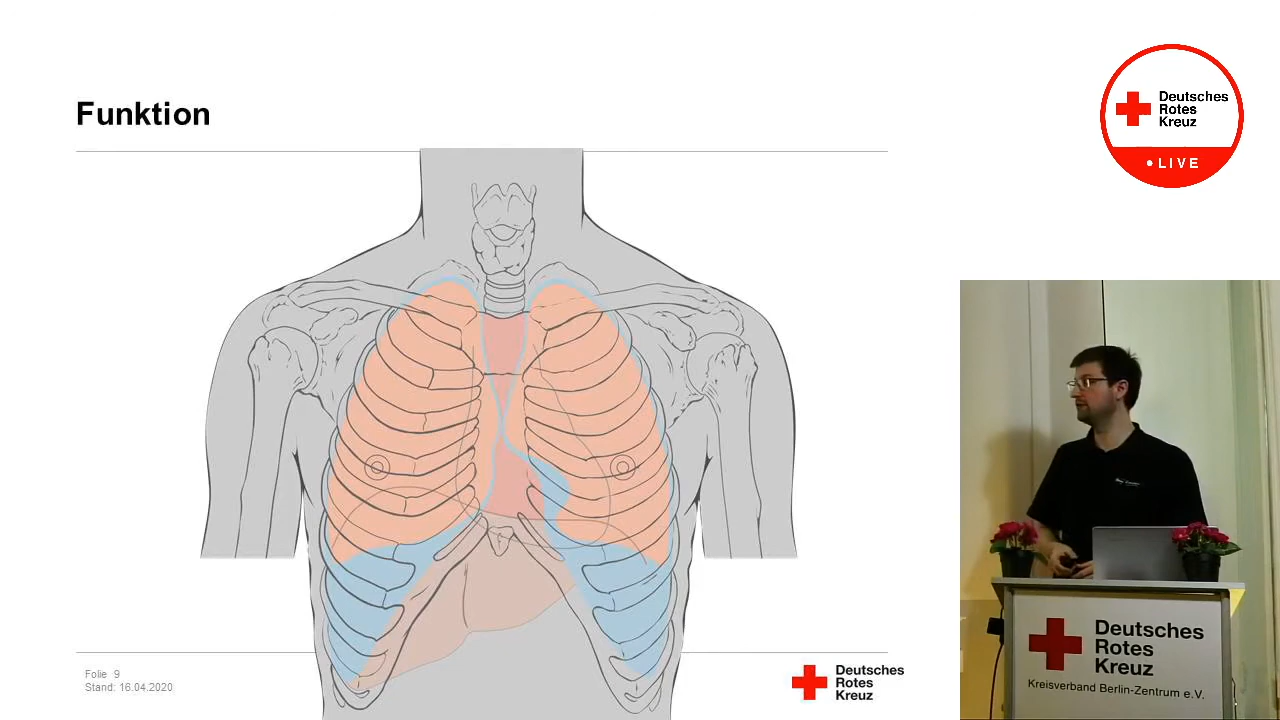 Funktion
Deutsches
Rotes
Kreuz
LIVE
Folie 9
Stand: 16.04.2020
Deutsches
Rotes
Kreuz
Deutsches
Rotes
Kreuz
Kreisverband Berlin-Zentrum e.V.